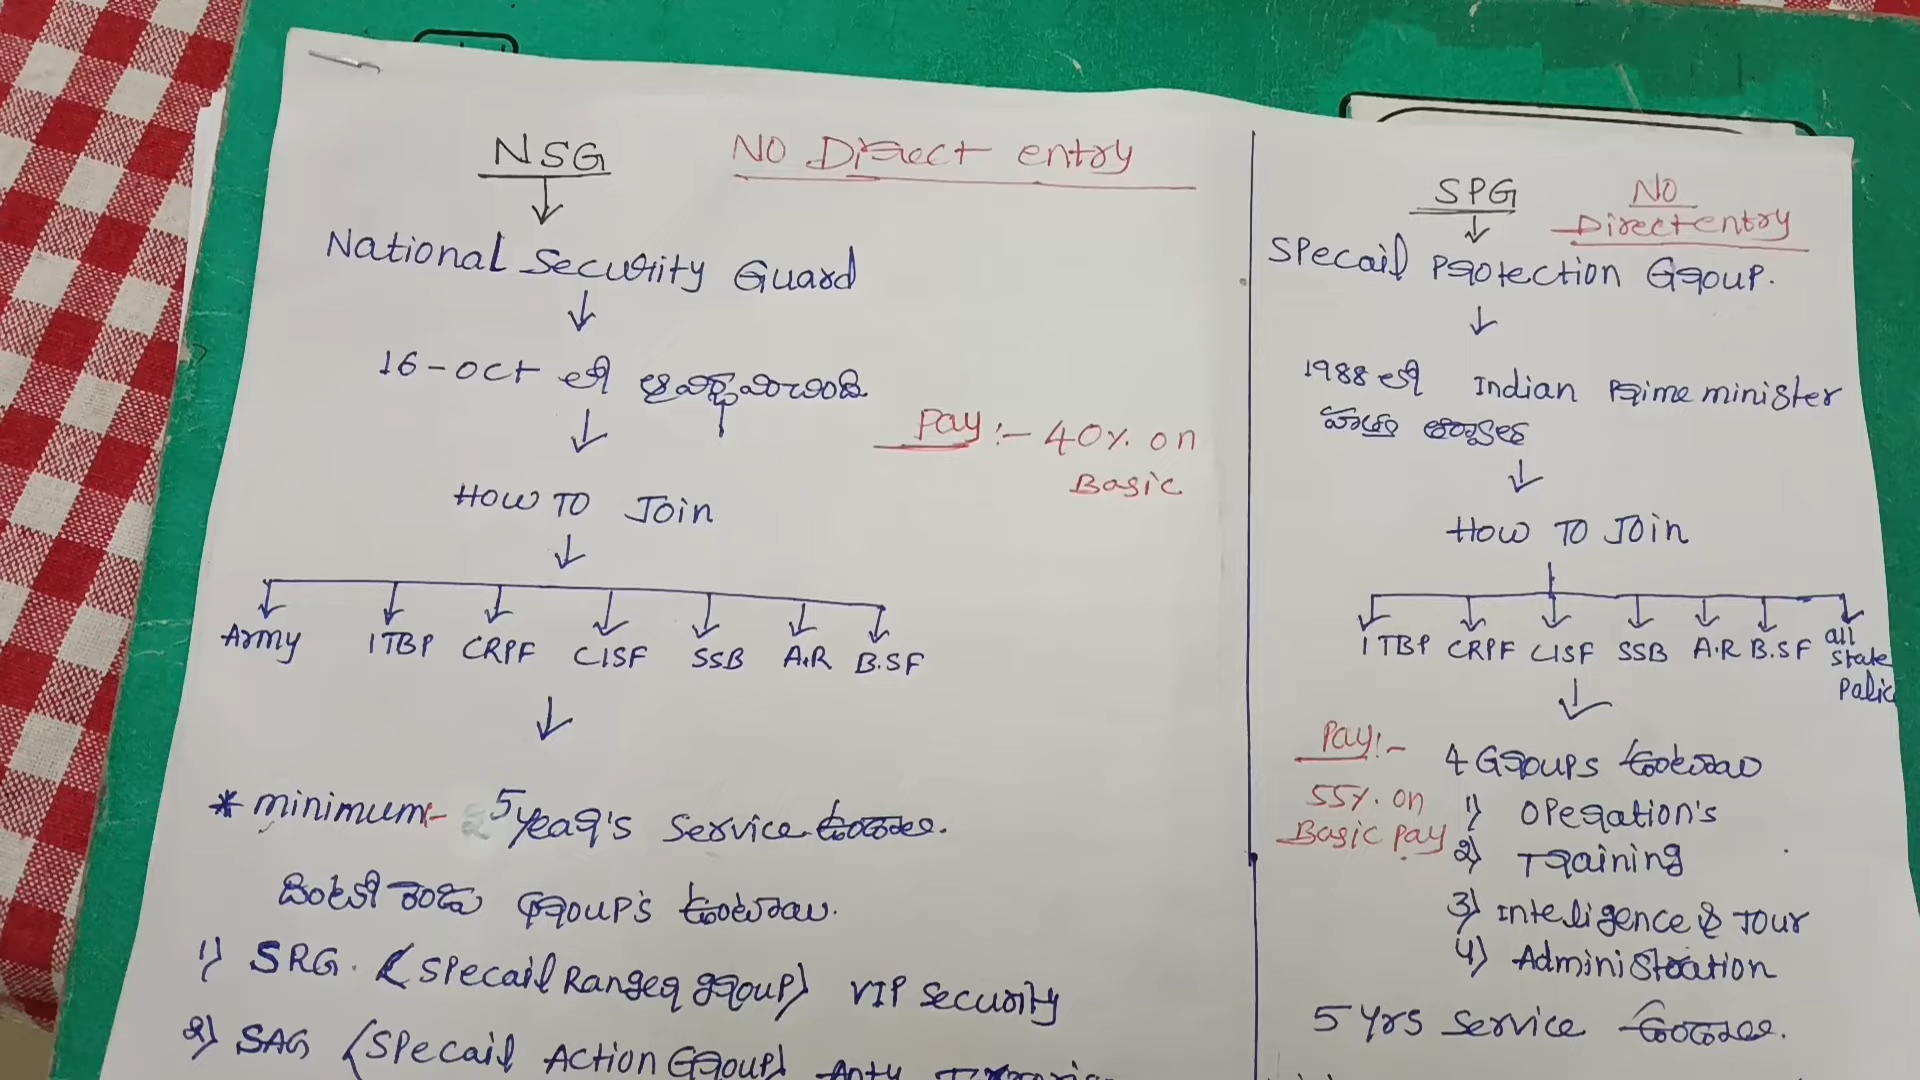 NSG
NO Direct entry
National Security Guard
16-oct లో
Pay :- 40% on
Basic
HOW TO Join
Army ITBP CRPF CISF SSB A.R B.SF
* minimum:- 5 year's service ఉండాలి.
దింట్లో రెండు Group's ఉంటాయి.
1) SRG. (Specail Ranger group) VIP security
2) SAG (Specail Action Group)
SPG
NO
Direct entry
Specail Protection Group.
1988 లో Indian Prime minister
How TO Join
ITBP CRPF CISF SSB A.R B.SF all
state
Palic
Pay:-
55% on
Basic pay
4 Groups ఉంటాయి
1) Operation's
2) Training
3) Inteligence & Tour
4) Administration
5 yrs service ఉండాలి.